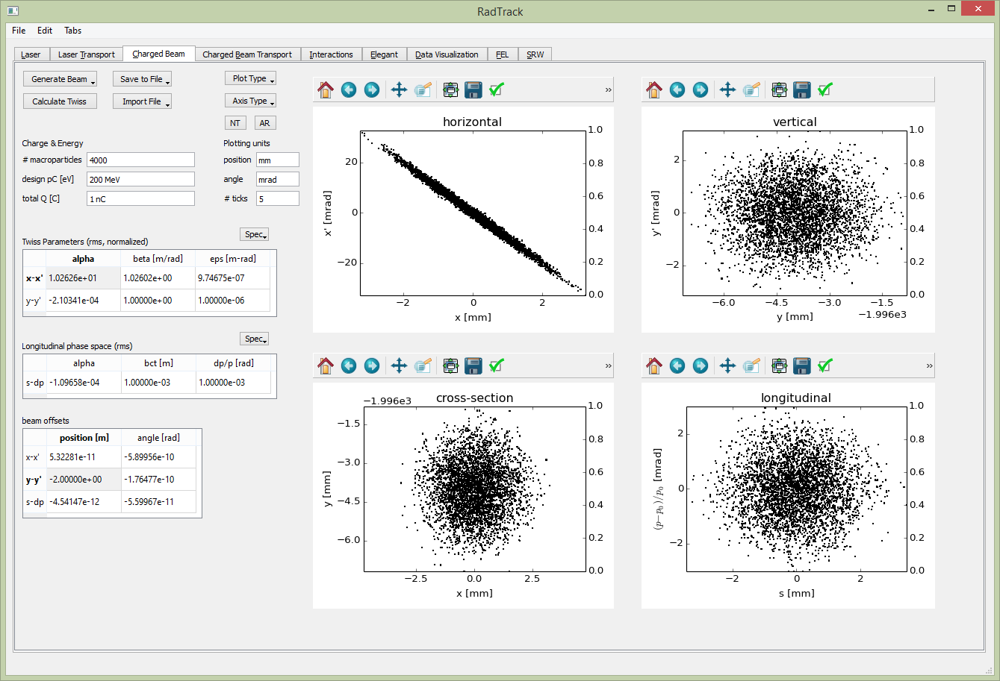 RadTrack
File Edit Tabs
Laser Laser Transport Charged Beam Charged Beam Transport Interactions Elegant Data Visualization FEL SRW
Generate Beam Save to File Plot Type
Calculate Twiss Import File Axis Type
NT AR
Charge & Energy Plotting units
# macroparticles 4000 position mm
design pC [eV] 200 MeV angle mrad
total Q [C] 1 nC # ticks 5
Spec
Twiss Parameters (rms, normalized)
alpha beta [m/rad] eps [m-rad]
x-x' 1.02626e+01 1.02602e+00 9.74675e-07
y-y' -2.10341e-04 1.00000e+00 1.00000e-06
Spec
Longitudinal phase space (rms)
alpha bct [m] dp/p [rad]
s-dp -1.09658e-04 1.00000e-03 1.00000e-03
beam offsets
position [m] angle [rad]
x-x' 5.32281e-11 -5.89956e-10
y-y' -2.00000e+00 -1.76477e-10
s-dp -4.54147e-12 -5.59967e-11
»
horizontal
20
0
−20
x' [mrad]
1.0
0.8
0.6
0.4
0.2
0.0
−2 0 2
x [mm]
vertical
2
0
−2
y' [mrad]
1.0
0.8
0.6
0.4
0.2
0.0
−6.0 −4.5 −3.0 −1.5
−1.996e3
y [mm]
»
−1.996e3
cross-section
−1.5
−3.0
−4.5
−6.0
y [mm]
1.0
0.8
0.6
0.4
0.2
0.0
−2.5 0.0 2.5
x [mm]
»
longitudinal
2
0
−2
(p−p₀)/p₀ [mrad]
1.0
0.8
0.6
0.4
0.2
0.0
−2 0 2
s [mm]